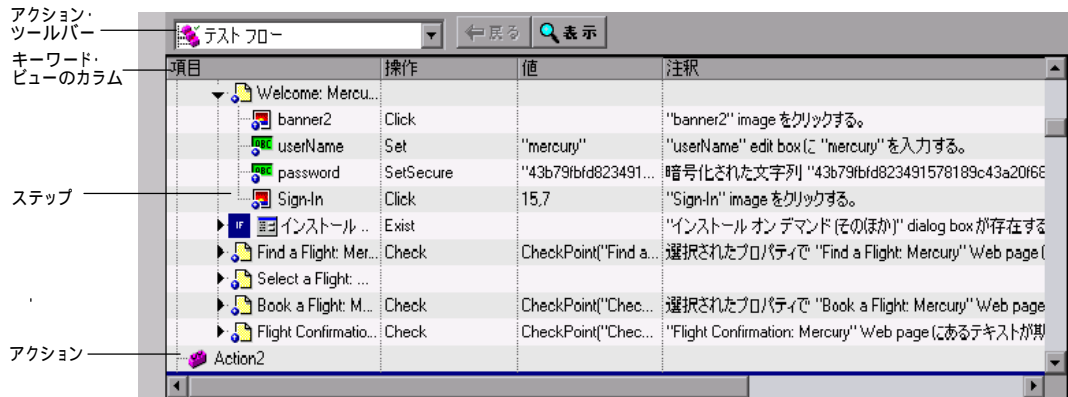 アクション・
ツールバー
テスト フロー
戻る
表示
キーワード・
ビューのカラム
項目 操作 値 注釈
Welcome: Mercu...
banner2 Click "banner2" image をクリックする。
userName Set "mercury" "userName" edit box に "mercury" を入力する。
password SetSecure "43b79fbfd823491... 暗号化された文字列 "43b79fbfd823491578189c43a20f68
ステップ
Sign-In Click 15,7 "Sign-In" image をクリックする。
IF インストール .. Exist "インストール オン デマンド (そのほか)" dialog box が存在する
Find a Flight: Mer... Check CheckPoint("Find a... 選択されたプロパティで "Find a Flight: Mercury" Web page (
Select a Flight: ...
Book a Flight: M... Check CheckPoint("Chec... 選択されたプロパティで "Book a Flight: Mercury" Web page
Flight Confirmatio... Check CheckPoint("Chec... "Flight Confirmation: Mercury" Web page にあるテキストが期
アクション
Action2